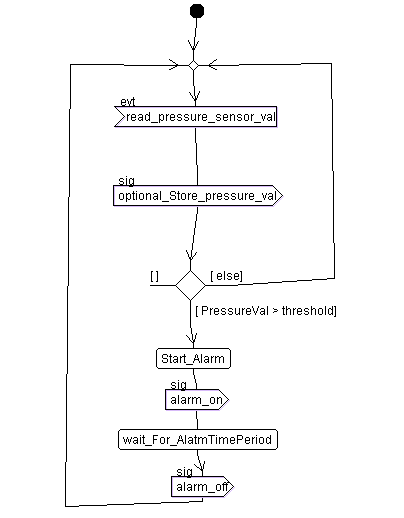 evt
read_pressure_sensor_val
sig
optional_Store_pressure_val
[ ]
[ else]
[ PressureVal > threshold]
Start_Alarm
sig
alarm_on
wait_For_AlatmTimePeriod
sig
alarm_off